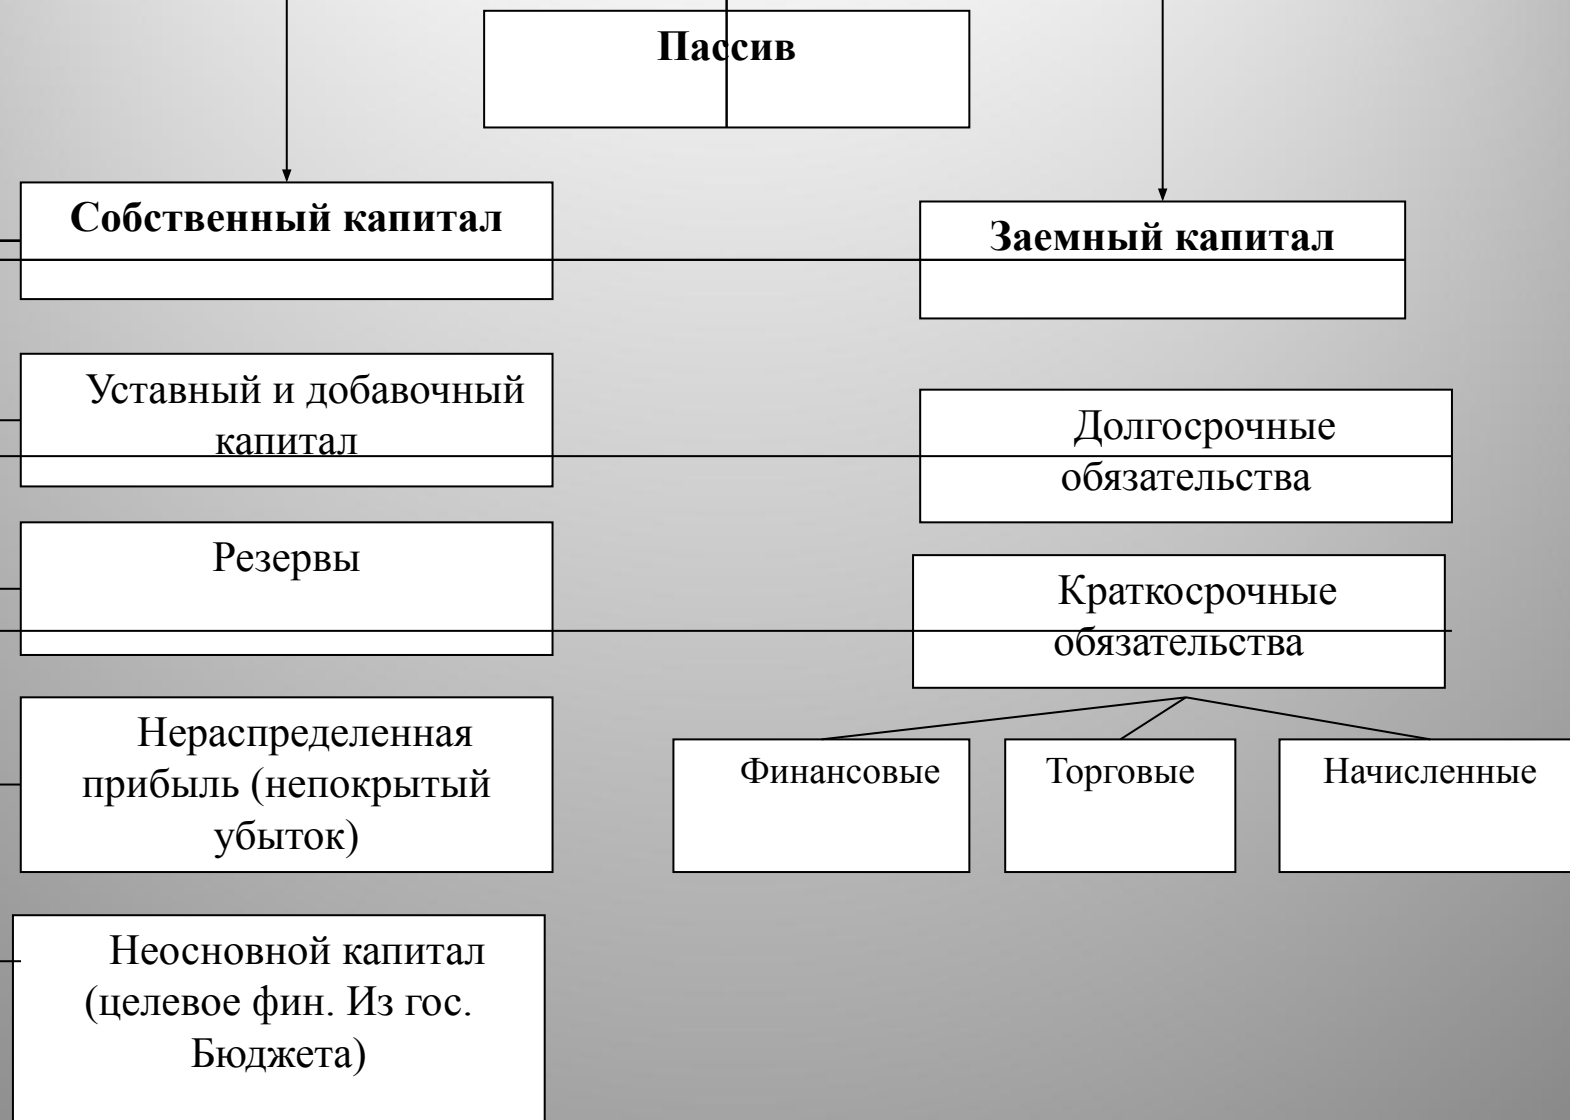 Пассив
Собственный капитал
Заемный капитал
Уставный и добавочный
капитал
Долгосрочные
обязательства
Резервы
Краткосрочные
обязательства
Нераспределенная
прибыль (непокрытый
убыток)
Финансовые
Торговые
Начисленные
Неосновной капитал
(целевое фин. Из гос.
Бюджета)